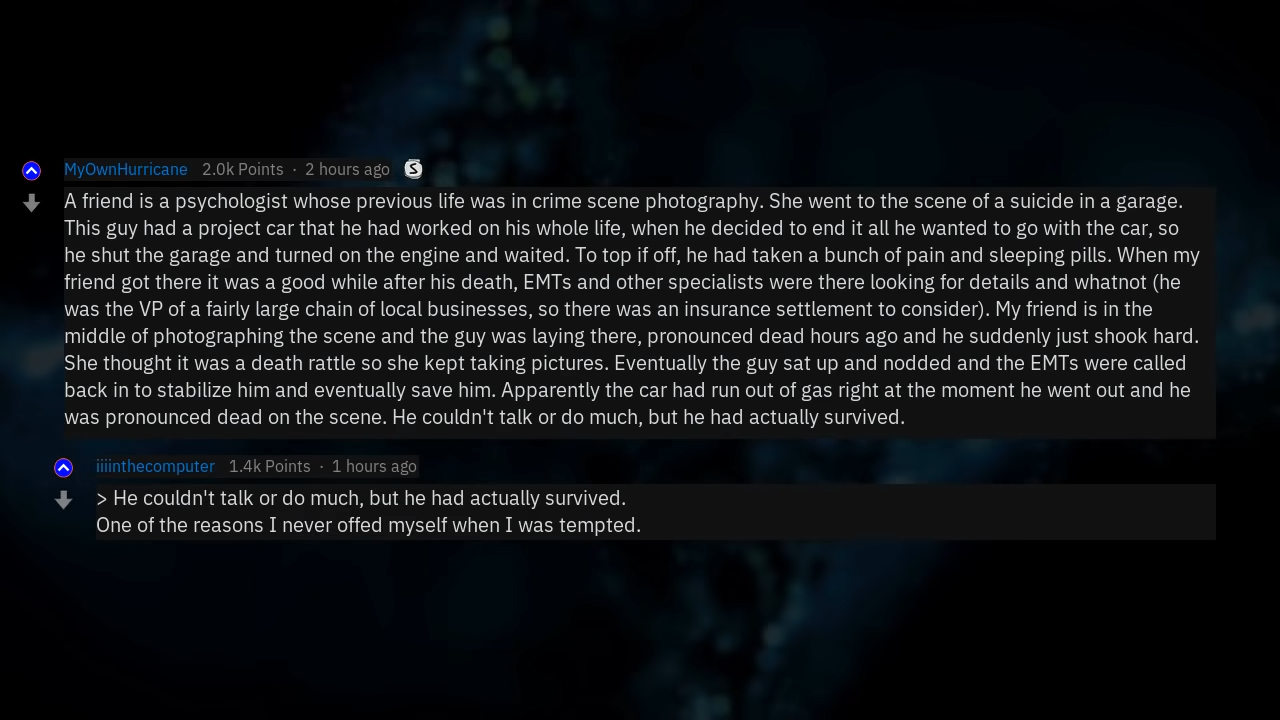 MyOwnHurricane 2.0k Points · 2 hours ago S
A friend is a psychologist whose previous life was in crime scene photography. She went to the scene of a suicide in a garage.
This guy had a project car that he had worked on his whole life, when he decided to end it all he wanted to go with the car, so
he shut the garage and turned on the engine and waited. To top if off, he had taken a bunch of pain and sleeping pills. When my
friend got there it was a good while after his death, EMTs and other specialists were there looking for details and whatnot (he
was the VP of a fairly large chain of local businesses, so there was an insurance settlement to consider). My friend is in the
middle of photographing the scene and the guy was laying there, pronounced dead hours ago and he suddenly just shook hard.
She thought it was a death rattle so she kept taking pictures. Eventually the guy sat up and nodded and the EMTs were called
back in to stabilize him and eventually save him. Apparently the car had run out of gas right at the moment he went out and he
was pronounced dead on the scene. He couldn't talk or do much, but he had actually survived.
iiiinthecomputer 1.4k Points · 1 hours ago
> He couldn't talk or do much, but he had actually survived.
One of the reasons I never offed myself when I was tempted.